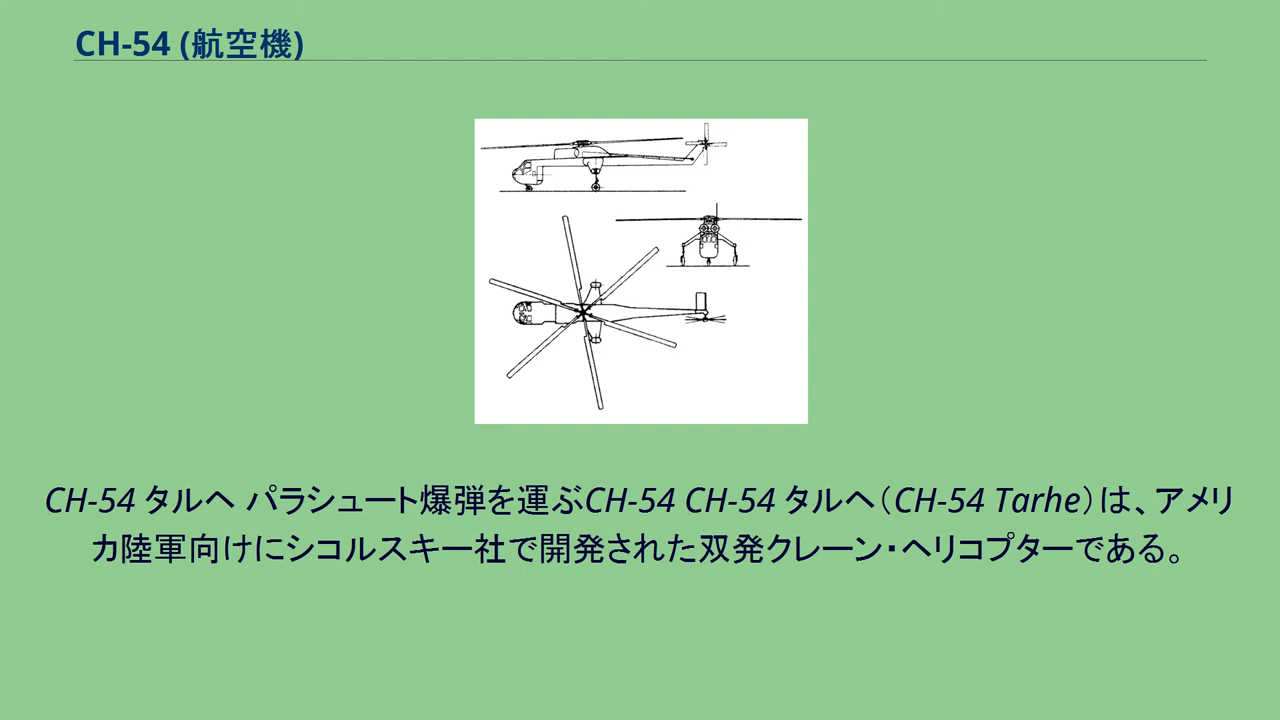 CH-54 (航空機)
CH-54 タルヘ パラシュート爆弾を運ぶCH-54 CH-54 タルヘ（CH-54 Tarhe）は、アメリ
カ陸軍向けにシコルスキー社で開発された双発クレーン・ヘリコプターである。